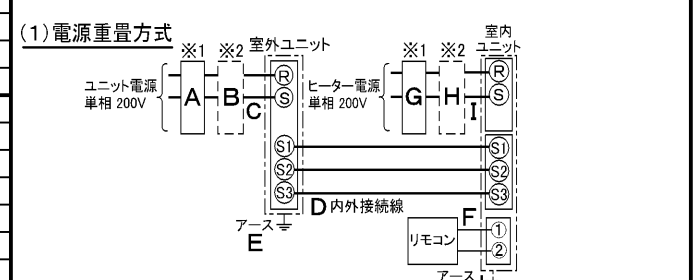 (1)電源重畳方式
※1 ※2 室外ユニット
※1 ※2 室内
ユニット
ユニット電源
単相 200V
A B C R S
ヒーター電源
単相 200V
G H I R S
S1 S1
S2 S2
S3 S3
D 内外接続線
アース
E
リモコン F ① ②
アース